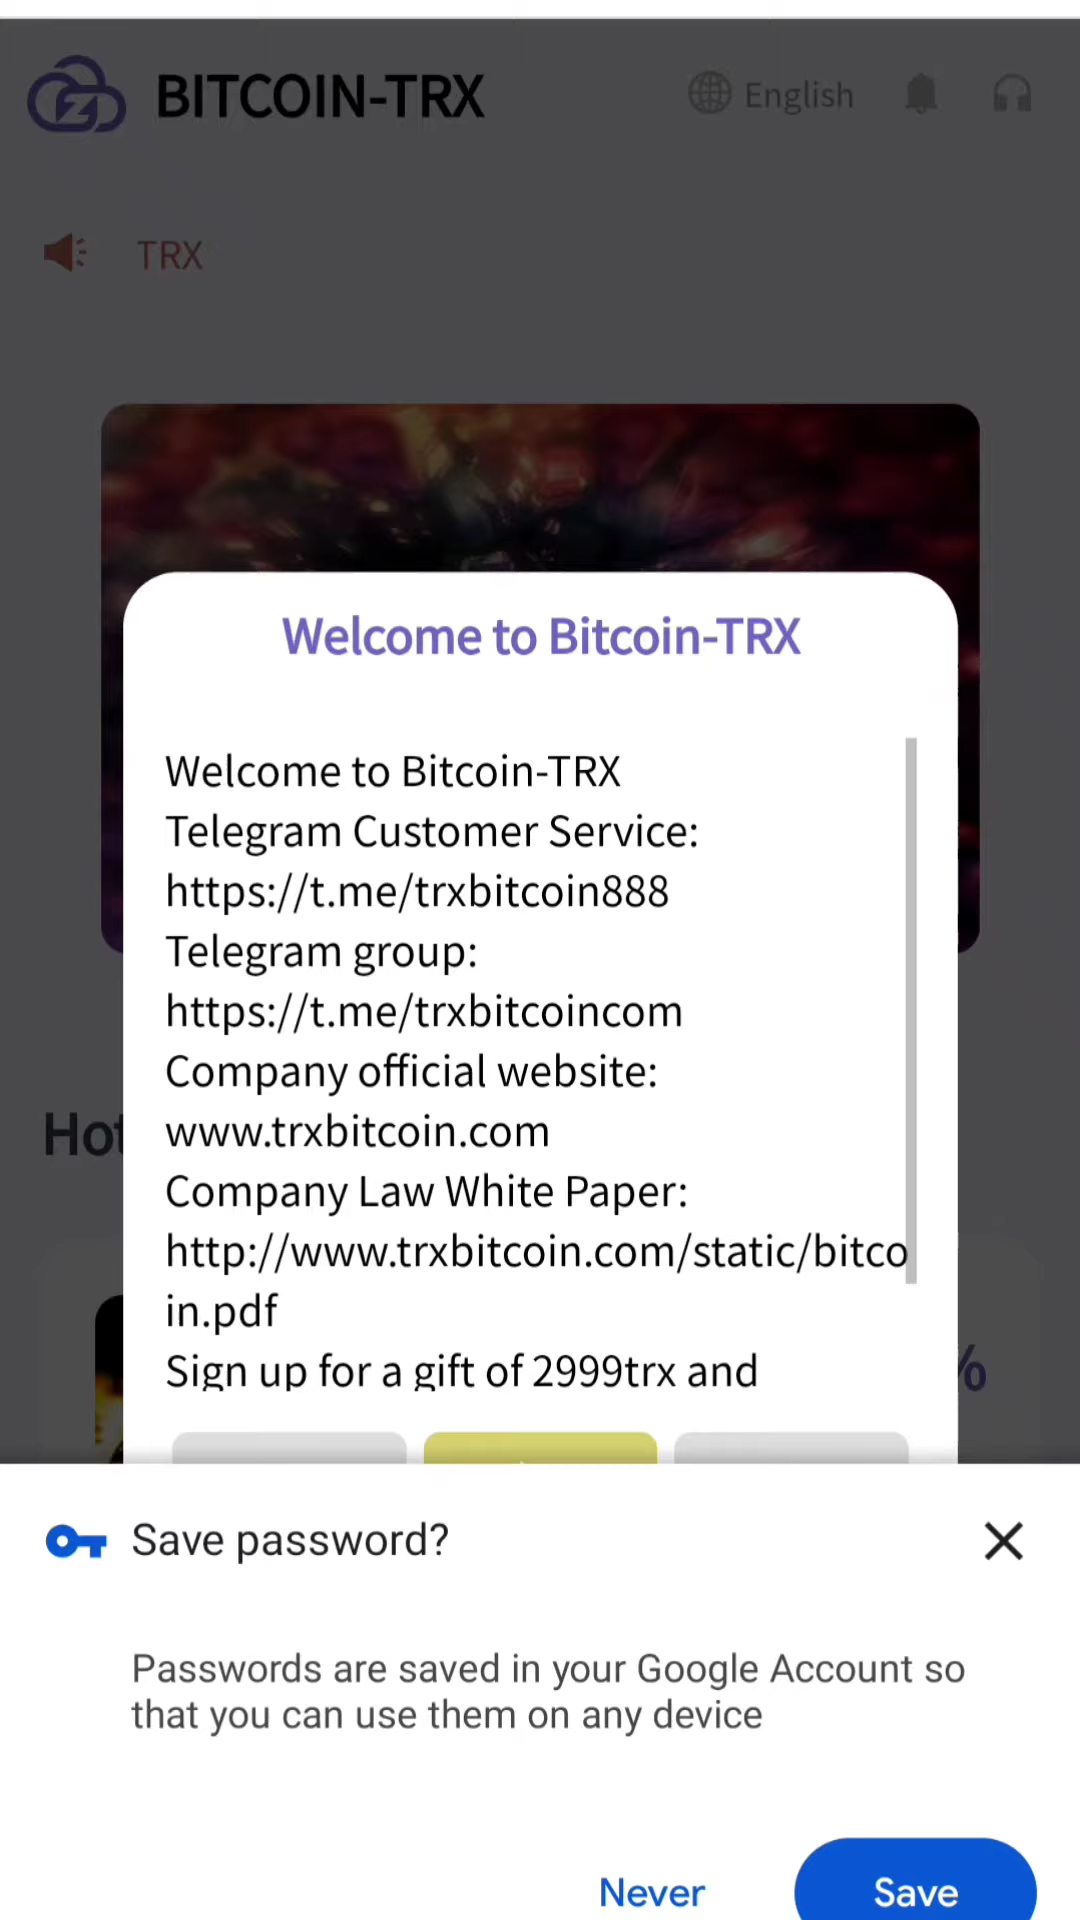 BITCOIN-TRX
English
TRX
Welcome to Bitcoin-TRX
Welcome to Bitcoin-TRX
Telegram Customer Service:
https://t.me/trxbitcoin888
Telegram group:
https://t.me/trxbitcoincom
Company official website:
www.trxbitcoin.com
Company Law White Paper:
http://www.trxbitcoin.com/static/bitco
in.pdf
Sign up for a gift of 2999trx and
Hot
%
Save password?
Passwords are saved in your Google Account so
that you can use them on any device
Never
Save